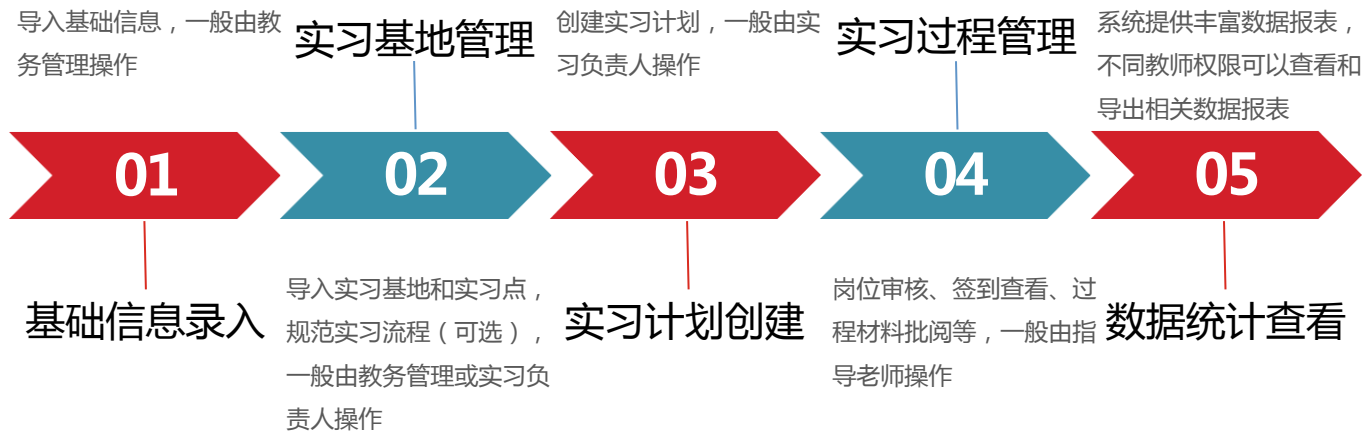 导入基础信息，一般由教
务管理操作
01
基础信息录入
实习基地管理
02
导入实习基地和实习点，
规范实习流程（可选），
一般由教务管理或实习负
责人操作
创建实习计划，一般由实
习负责人操作
03
实习计划创建
实习过程管理
04
岗位审核、签到查看、过
程材料批阅等，一般由指
导老师操作
系统提供丰富数据报表，
不同教师权限可以查看和
导出相关数据报表
05
数据统计查看